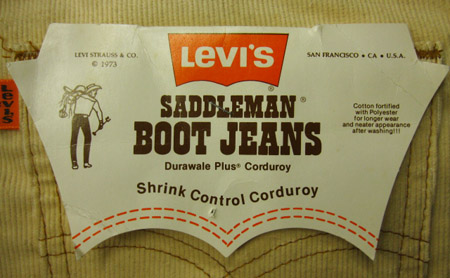 LEVI STRAUSS & CO.
© 1973
LEVI'S
SAN FRANCISCO • CA • U.S.A.
LEVI'S
SADDLEMAN®
BOOT JEANS
Durawale Plus® Corduroy
Shrink Control Corduroy
Cotton fortified
with Polyester
for longer wear
and neater appearance
after washing!!!